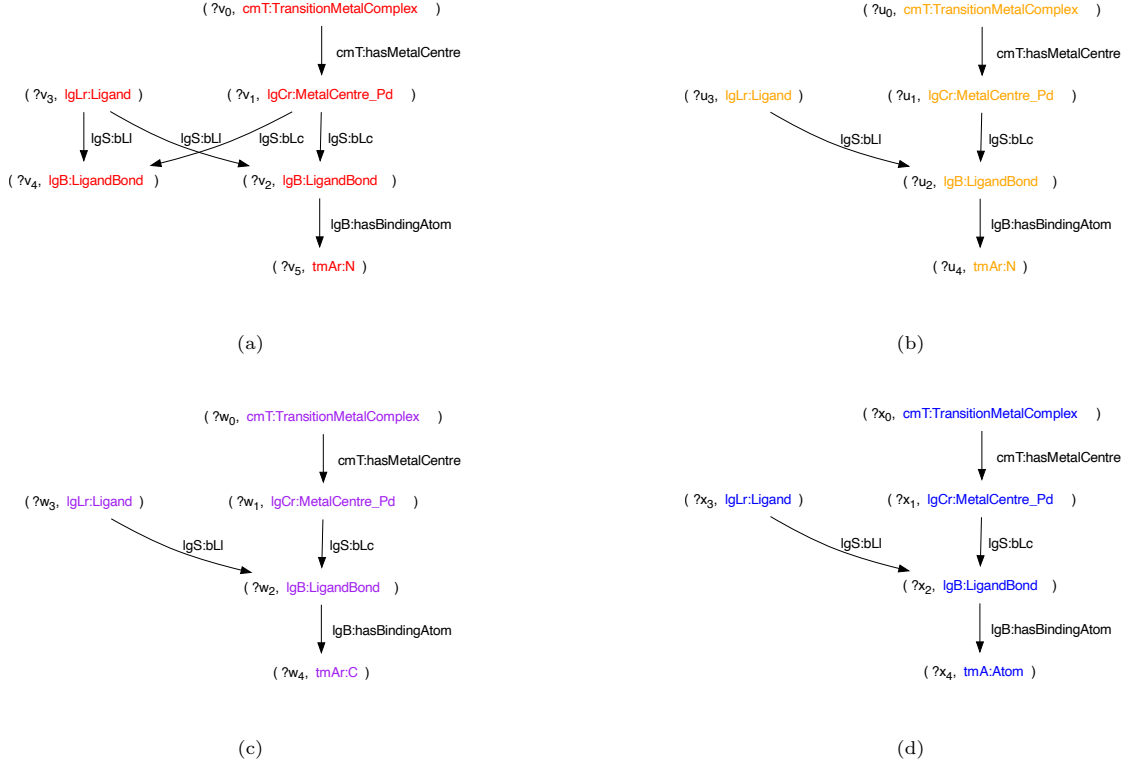 ( ?v0, cmT:TransitionMetalComplex )
cmT:hasMetalCentre
( ?v3, lgLr:Ligand ) ( ?v1, lgCr:MetalCentre_Pd )
lgS:bLl lgS:bLl lgS:bLc lgS:bLc
( ?v4, lgB:LigandBond ) ( ?v2, lgB:LigandBond )
lgB:hasBindingAtom
( ?v5, tmAr:N )
(a)
( ?u0, cmT:TransitionMetalComplex )
cmT:hasMetalCentre
( ?u3, lgLr:Ligand ) ( ?u1, lgCr:MetalCentre_Pd )
lgS:bLl lgS:bLc
( ?u2, lgB:LigandBond )
lgB:hasBindingAtom
( ?u4, tmAr:N )
(b)
( ?w0, cmT:TransitionMetalComplex )
cmT:hasMetalCentre
( ?w3, lgLr:Ligand ) ( ?w1, lgCr:MetalCentre_Pd )
lgS:bLl lgS:bLc
( ?w2, lgB:LigandBond )
lgB:hasBindingAtom
( ?w4, tmAr:C )
(c)
( ?x0, cmT:TransitionMetalComplex )
cmT:hasMetalCentre
( ?x3, lgLr:Ligand ) ( ?x1, lgCr:MetalCentre_Pd )
lgS:bLl lgS:bLc
( ?x2, lgB:LigandBond )
lgB:hasBindingAtom
( ?x4, tmA:Atom )
(d)